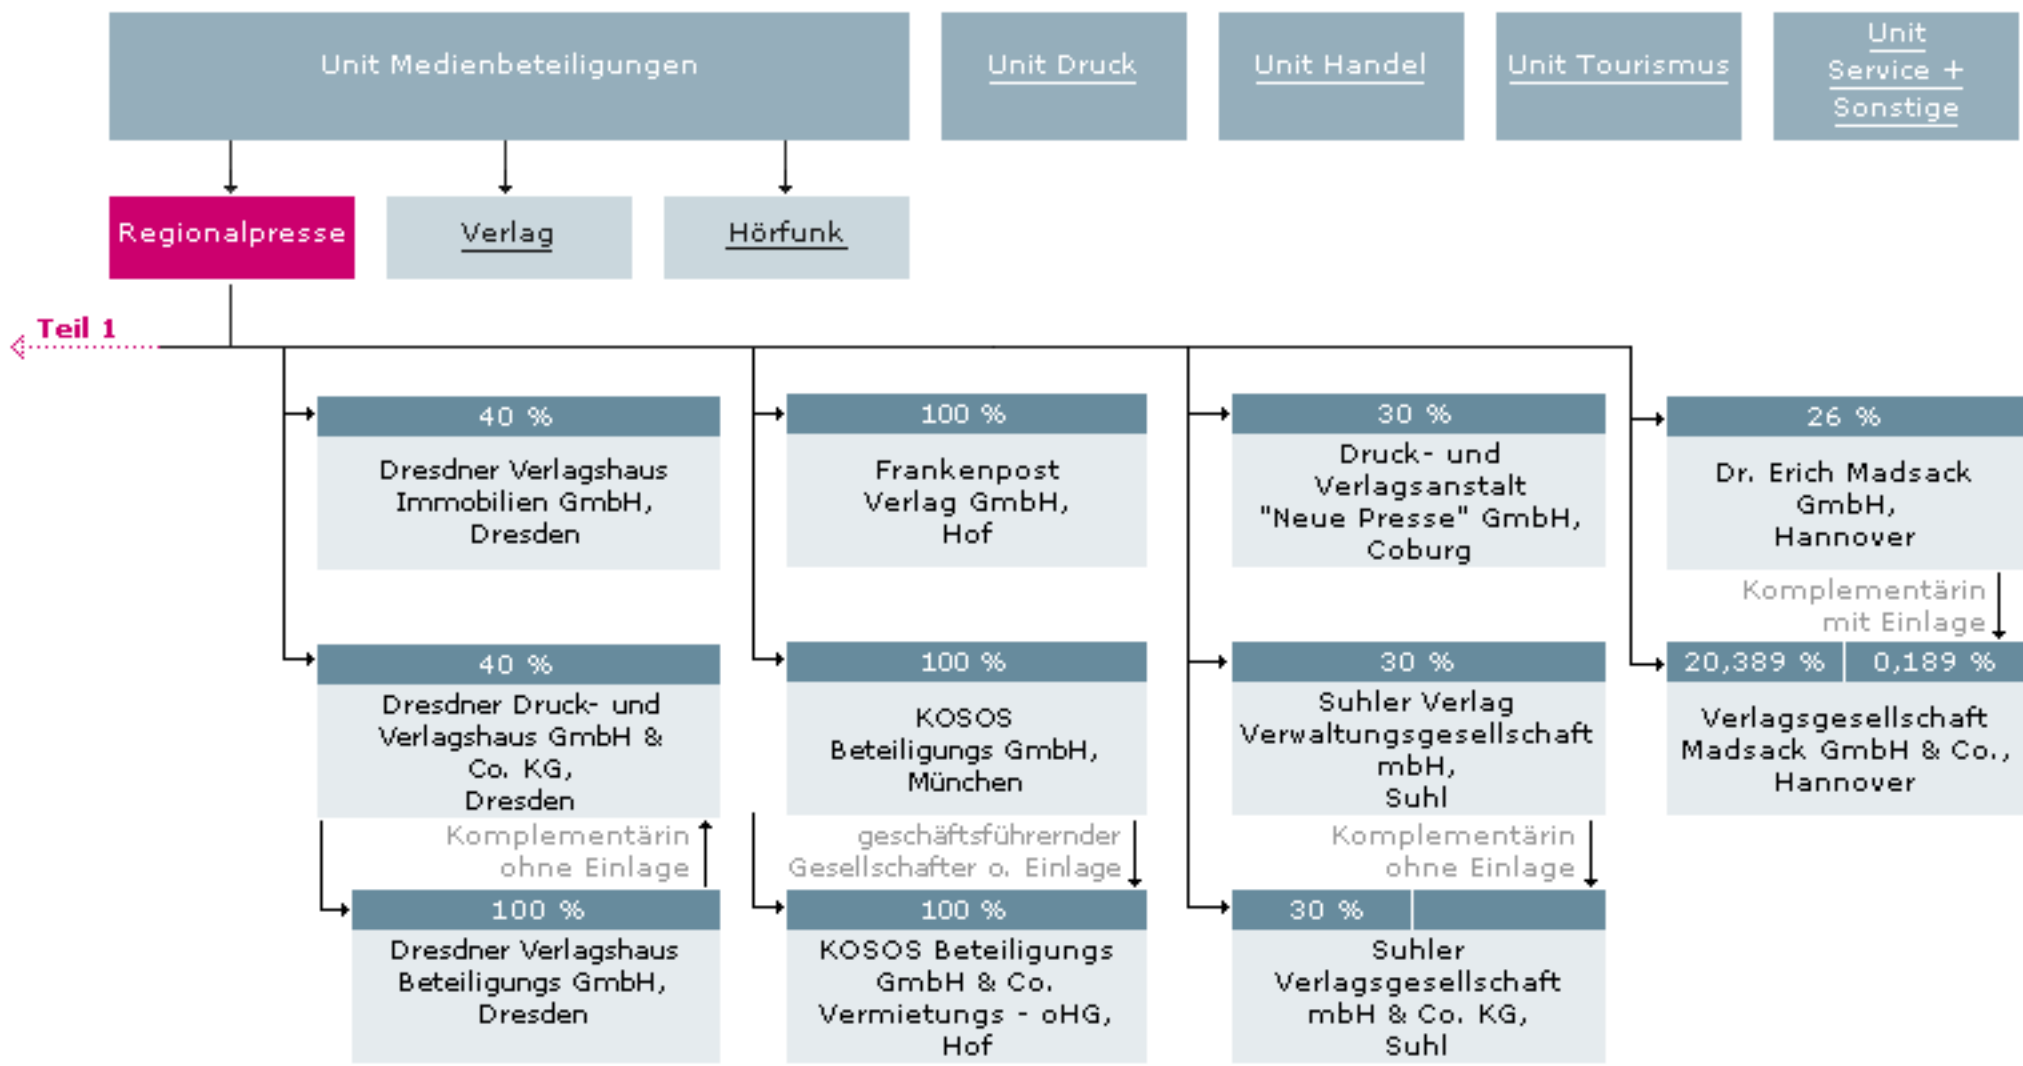 Unit Medienbeteiligungen
Unit Druck
Unit Handel
Unit Tourismus
Unit
Service +
Sonstige
Regionalpresse
Verlag
Hörfunk
Teil 1
40 %
Dresdner Verlagshaus
Immobilien GmbH,
Dresden
40 %
Dresdner Druck- und
Verlagshaus GmbH &
Co. KG,
Dresden
Komplementärin
ohne Einlage
100 %
Dresdner Verlagshaus
Beteiligungs GmbH,
Dresden
100 %
Frankenpost
Verlag GmbH,
Hof
100 %
KOSOS
Beteiligungs GmbH,
München
geschäftsführernder
Gesellschafter o. Einlage
100 %
KOSOS Beteiligungs
GmbH & Co.
Vermietungs - oHG,
Hof
30 %
Druck- und
Verlagsanstalt
"Neue Presse" GmbH,
Coburg
30 %
Suhler Verlag
Verwaltungsgesellschaft
mbH,
Suhl
Komplementärin
ohne Einlage
30 %
Suhler
Verlagsgesellschaft
mbH & Co. KG,
Suhl
26 %
Dr. Erich Madsack
GmbH,
Hannover
Komplementärin
mit Einlage
20,389 %
0,189 %
Verlagsgesellschaft
Madsack GmbH & Co.,
Hannover